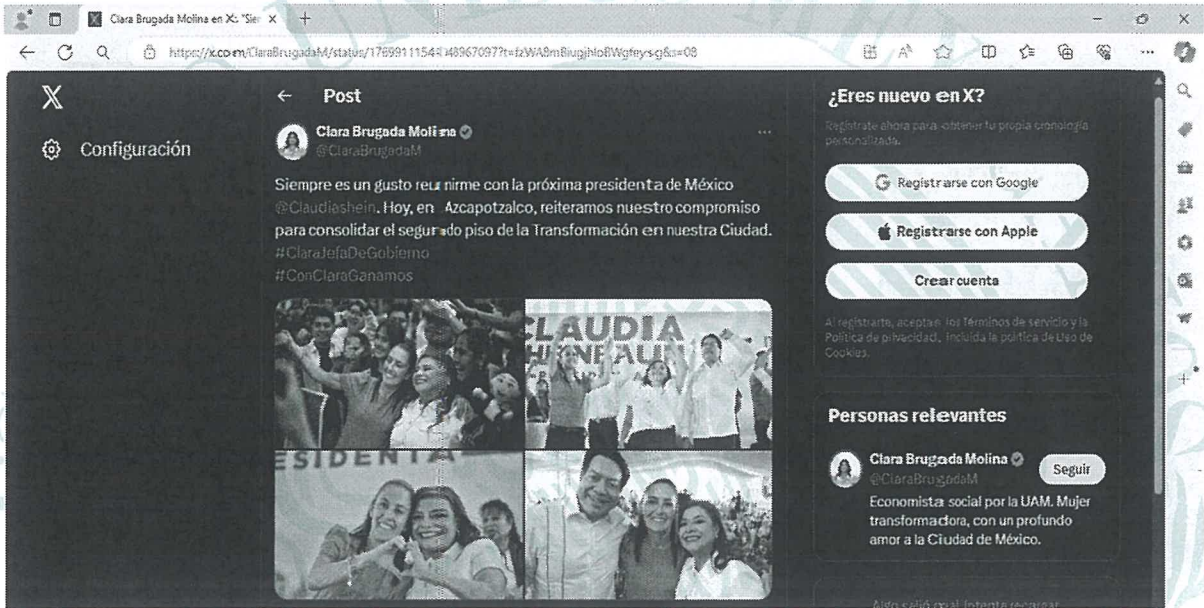 Clara Brugada Molina en X: "Sier
https://x.com/ClaraBrugadaM/status/
Configuración
Post
Clara Brugada Molina
@ClaraBrugadaM
Siempre es un gusto reunirme con la próxima presidenta de México
@Claudiashein. Hoy, en Azcapotzalco, reiteramos nuestro compromiso
para consolidar el segundo piso de la Transformación en nuestra Ciudad.
#ClaraJefaDeGobierno
#ConClaraGanamos
CLAUDIA
SHEINBAUM
ESIDENTA
¿Eres nuevo en X?
Regístrate ahora para obtener tu propia cronología
personalizada.
Registrarse con Google
Registrarse con Apple
Crear cuenta
Al registrarte, aceptas los Términos de servicio y la
Política de privacidad, incluida la política de Uso de
Cookies.
Personas relevantes
Clara Brugada Molina
@ClaraBrugadaM
Seguir
Economista social por la UAM. Mujer
transformadora, con un profundo
amor a la Ciudad de México.
Algo salió mal. Intenta recargar.